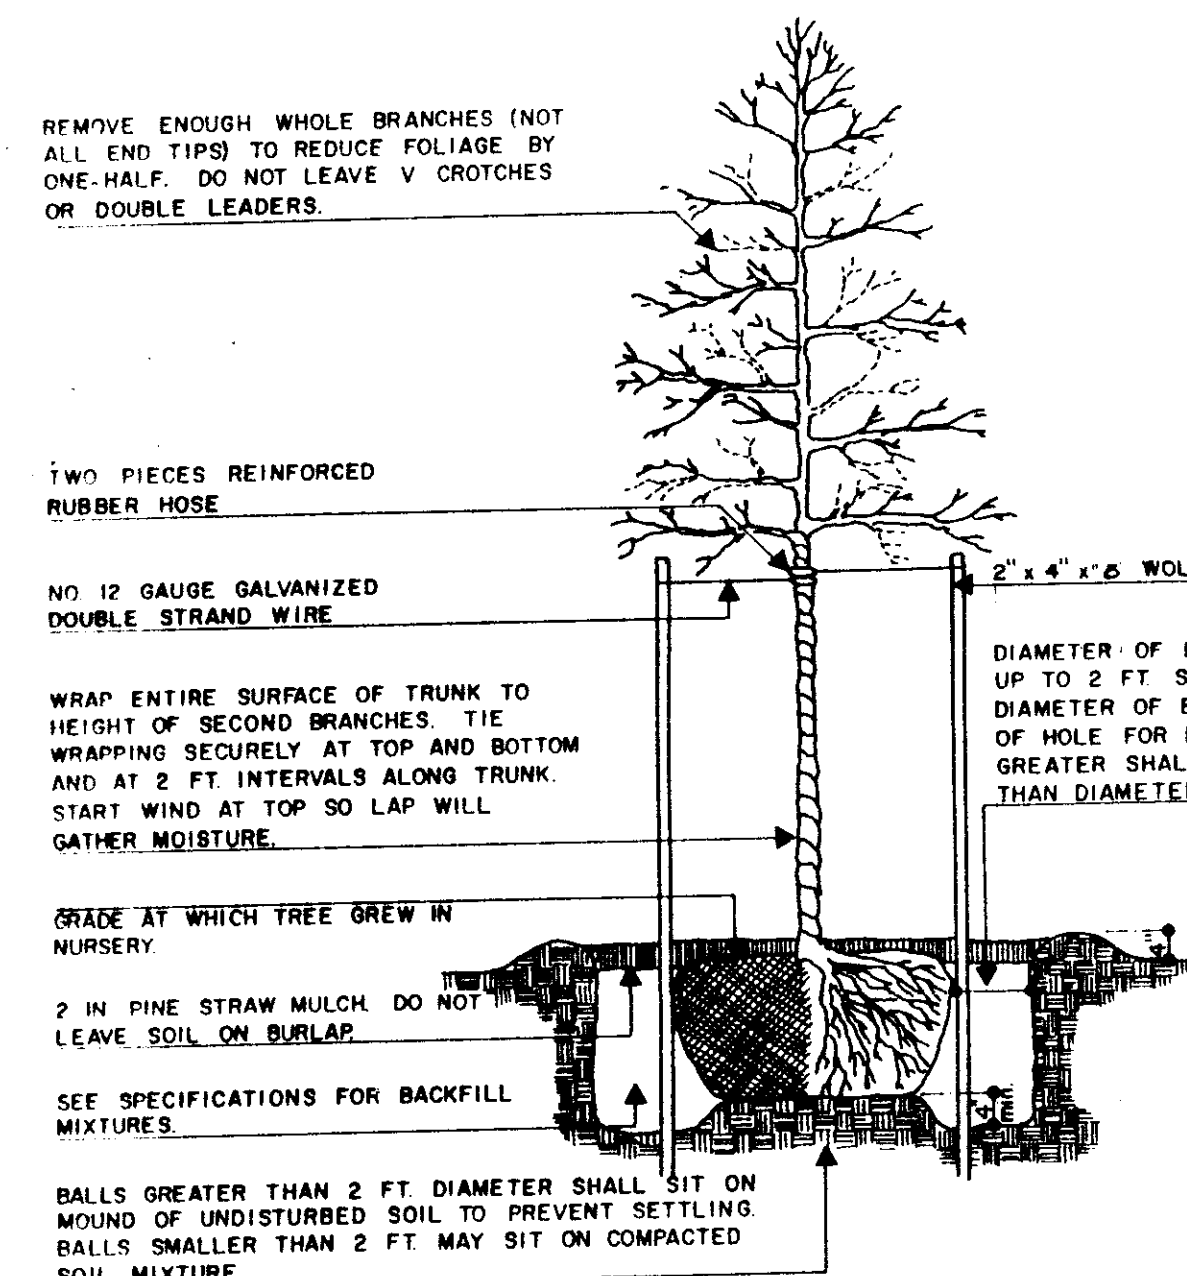 REMOVE ENOUGH WHOLE BRANCHES (NOT
ALL END TIPS) TO REDUCE FOLIAGE BY
ONE-HALF. DO NOT LEAVE V CROTCHES
OR DOUBLE LEADERS.
TWO PIECES REINFORCED
RUBBER HOSE
NO. 12 GAUGE GALVANIZED
DOUBLE STRAND WIRE
WRAP ENTIRE SURFACE OF TRUNK TO
HEIGHT OF SECOND BRANCHES. TIE
WRAPPING SECURELY AT TOP AND BOTTOM
AND AT 2 FT. INTERVALS ALONG TRUNK.
START WIND AT TOP SO LAP WILL
GATHER MOISTURE.
GRADE AT WHICH TREE GREW IN
NURSERY.
2 IN PINE STRAW MULCH. DO NOT
LEAVE SOIL ON BURLAP.
SEE SPECIFICATIONS FOR BACKFILL
MIXTURES.
BALLS GREATER THAN 2 FT. DIAMETER SHALL SIT ON
MOUND OF UNDISTURBED SOIL TO PREVENT SETTLING.
BALLS SMALLER THAN 2 FT. MAY SIT ON COMPACTED
SOIL MIXTURE
2" x 4" x
DIAMETER OF
UP TO 2 FT.
DIAMETER OF
OF HOLE FOR
GREATER
THAN
4"
4"
min